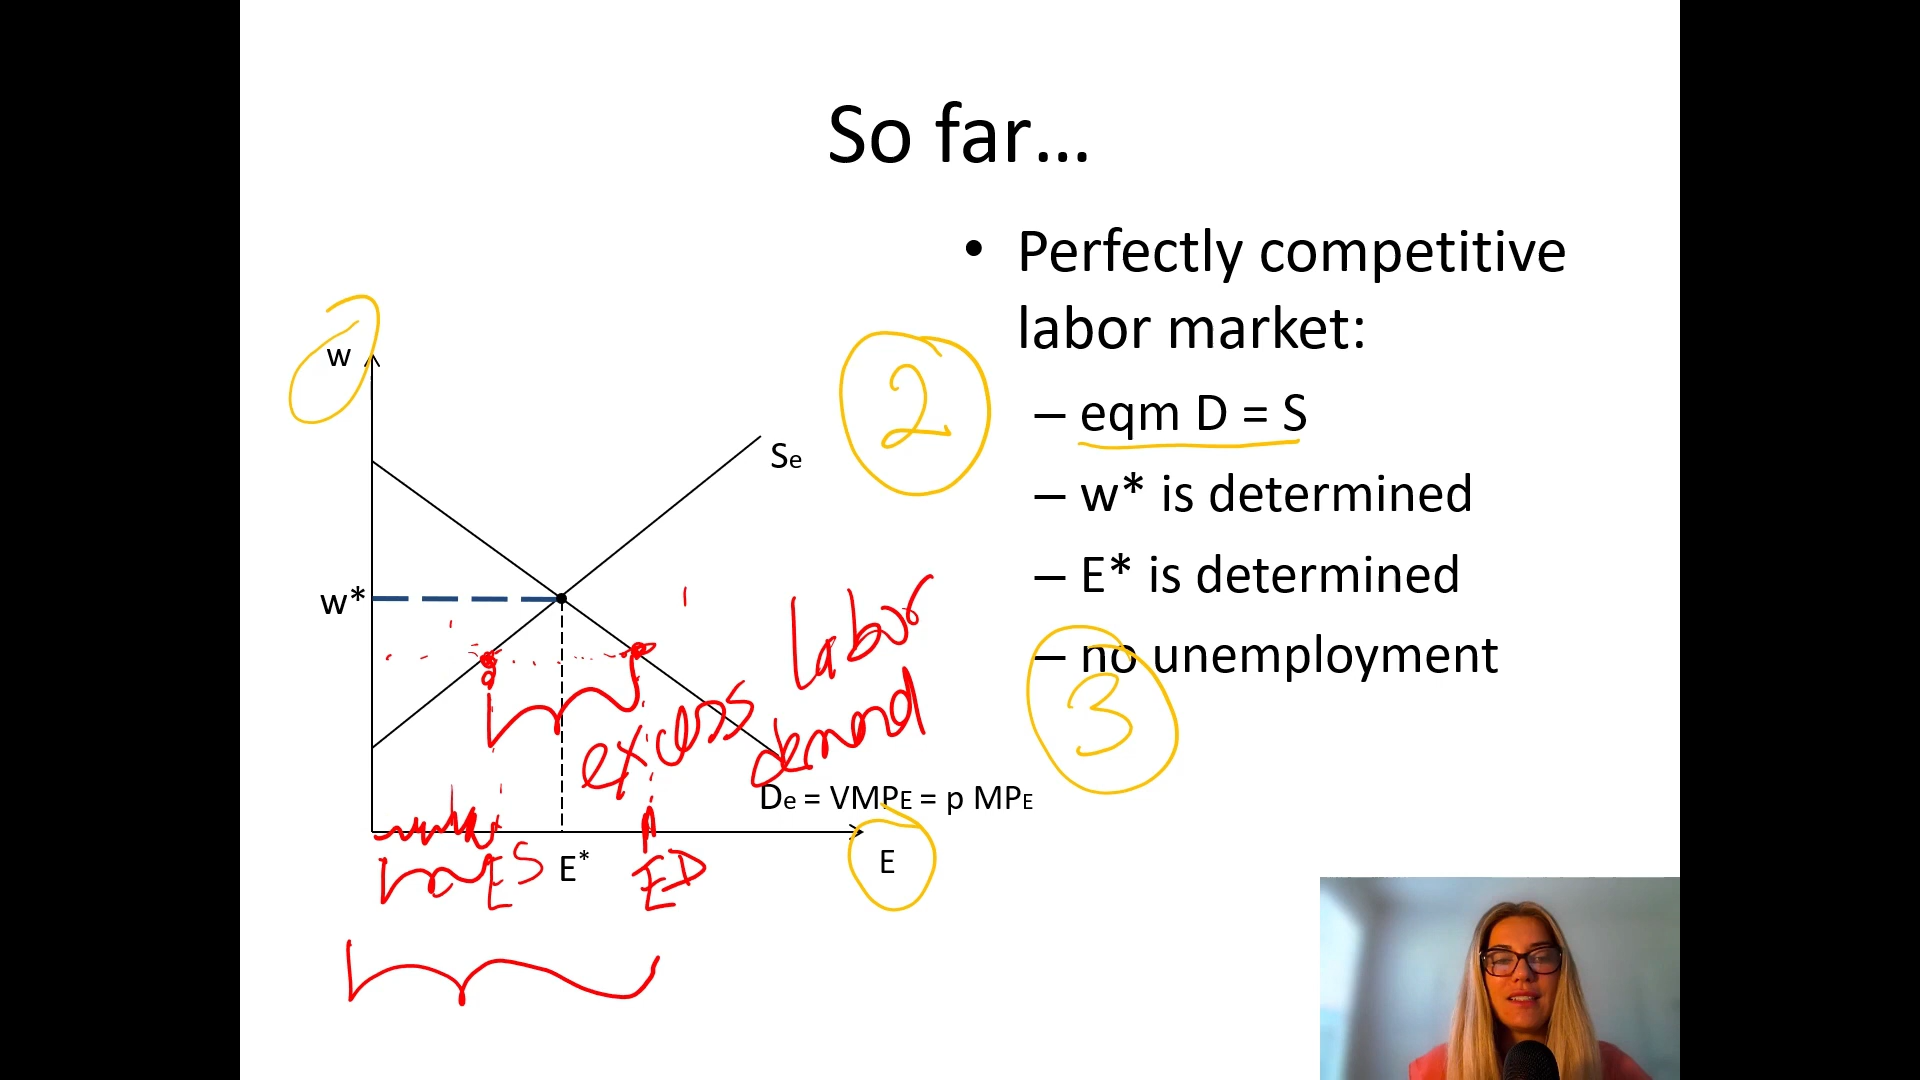 So far...
• Perfectly competitive
labor market:
– eqm D = S
– w* is determined
– E* is determined
– no unemployment
2
3
w
Se
w*
labor
excess
demand
De = VMPE = p MPE
ES
E*
ED
E